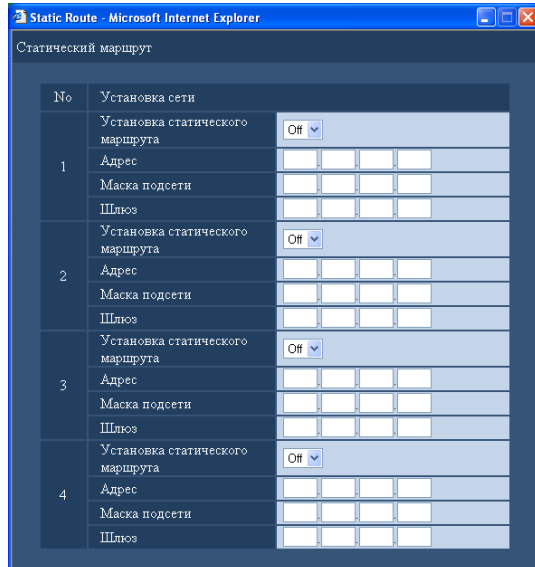 Static Route - Microsoft Internet Explorer
Статический маршрут
No Установка сети
1
Установка статического маршрута Off
Адрес
Маска подсети
Шлюз
2
Установка статического маршрута Off
Адрес
Маска подсети
Шлюз
3
Установка статического маршрута Off
Адрес
Маска подсети
Шлюз
4
Установка статического маршрута Off
Адрес
Маска подсети
Шлюз